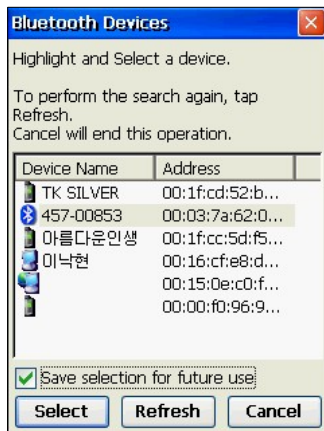 Bluetooth Devices
Highlight and Select a device.
To perform the search again, tap
Refresh.
Cancel will end this operation.
Device Name Address
TK SILVER 00:1f:cd:52:b...
457-00853 00:03:7a:62:0...
아름다운인생 00:1f:cc:5d:f5...
이낙현 00:16:cf:e8:d...
00:15:0e:c0:f...
00:00:f0:96:9...
Save selection for future use
Select Refresh Cancel